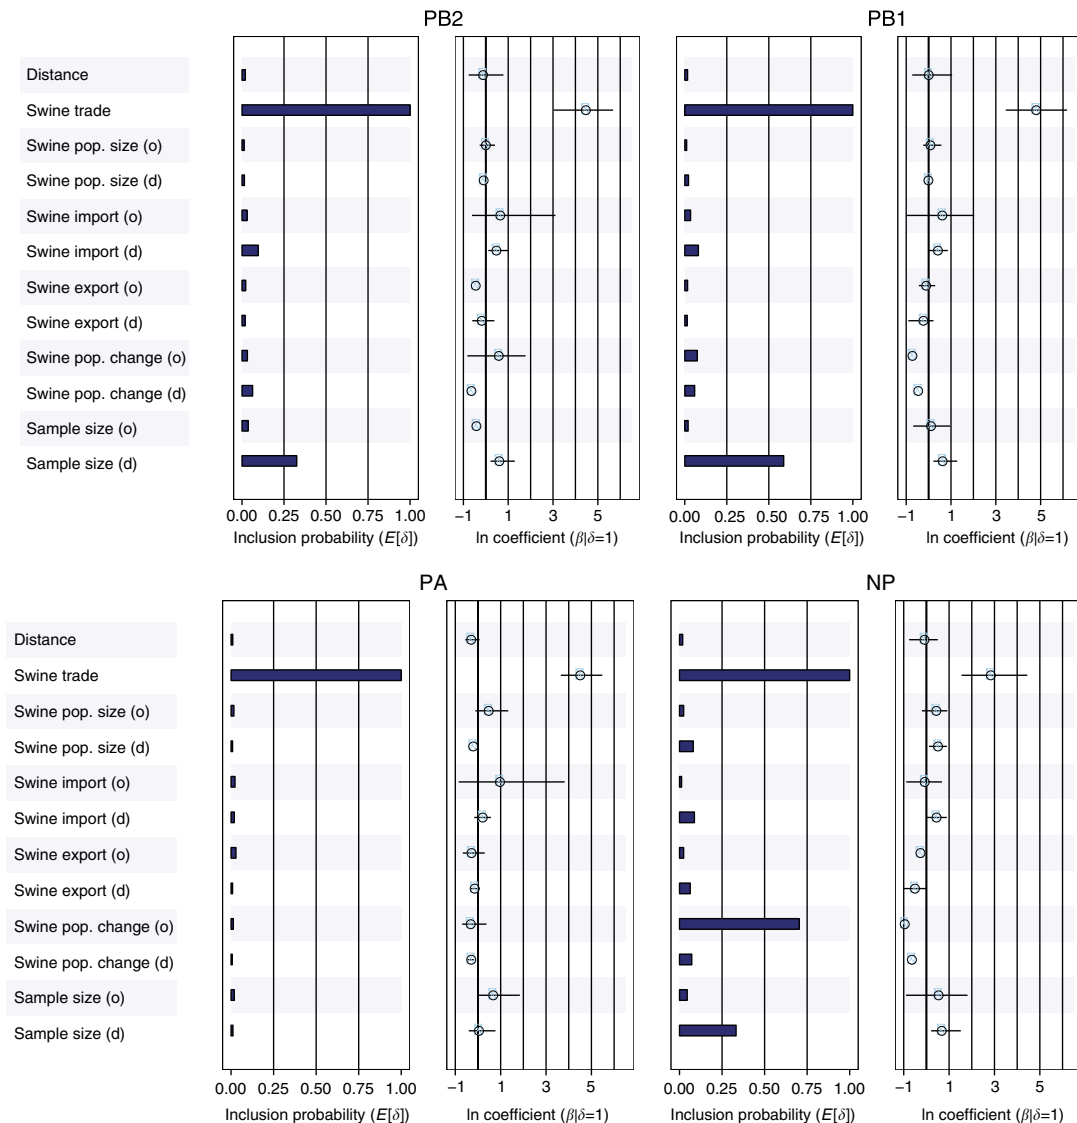 PB2 PB1
Distance
Swine trade
Swine pop. size (o)
Swine pop. size (d)
Swine import (o)
Swine import (d)
Swine export (o)
Swine export (d)
Swine pop. change (o)
Swine pop. change (d)
Sample size (o)
Sample size (d)
0.00 0.25 0.50 0.75 1.00 −1 1 3 5 0.00 0.25 0.50 0.75 1.00 −1 1 3 5
Inclusion probability (E[δ]) ln coefficient (β|δ=1) Inclusion probability (E[δ]) ln coefficient (β|δ=1)
PA NP
Distance
Swine trade
Swine pop. size (o)
Swine pop. size (d)
Swine import (o)
Swine import (d)
Swine export (o)
Swine export (d)
Swine pop. change (o)
Swine pop. change (d)
Sample size (o)
Sample size (d)
0.00 0.25 0.50 0.75 1.00 −1 1 3 5 0.00 0.25 0.50 0.75 1.00 −1 1 3 5
Inclusion probability (E[δ]) ln coefficient (β|δ=1) Inclusion probability (E[δ]) ln coefficient (β|δ=1)